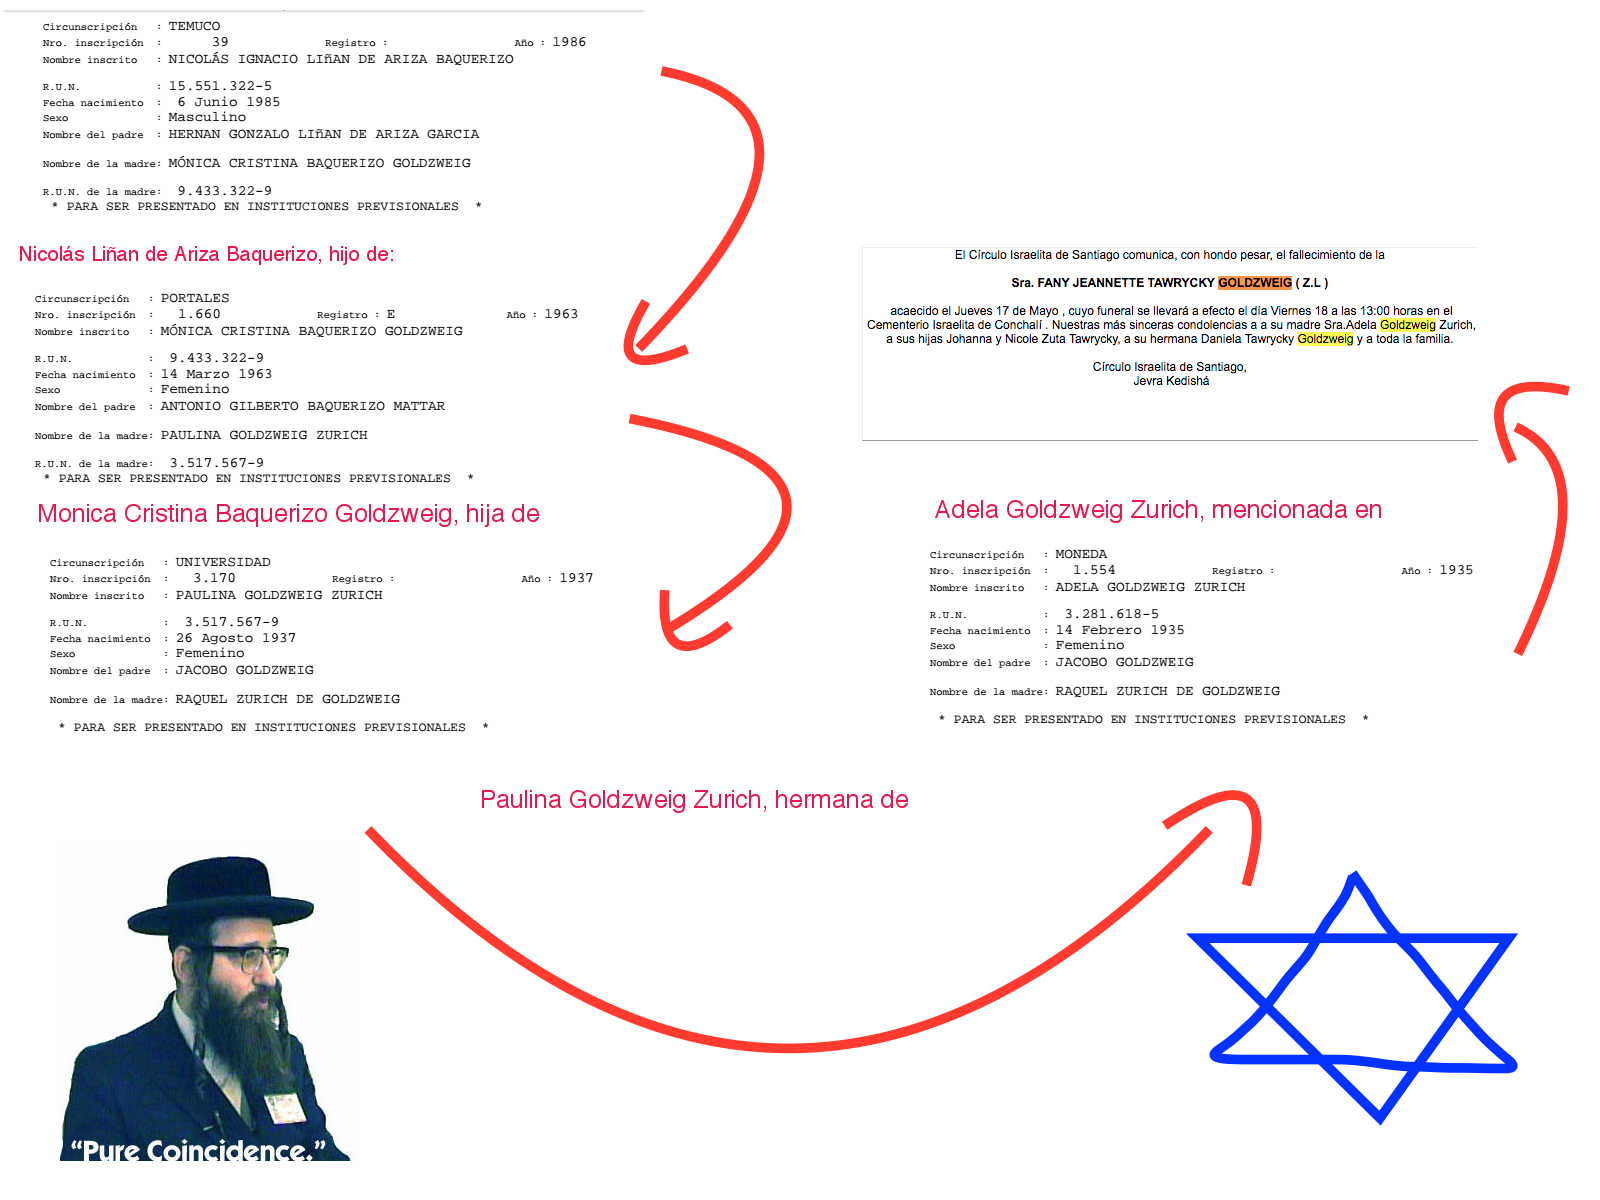 Circunscripción : TEMUCO
Nro. inscripción : 39 Registro : Año : 1986
Nombre inscrito : NICOLÁS IGNACIO LIñAN DE ARIZA BAQUERIZO
R.U.N. : 15.551.322-5
Fecha nacimiento : 6 Junio 1985
Sexo : Masculino
Nombre del padre : HERNAN GONZALO LIñAN DE ARIZA GARCIA
Nombre de la madre: MÓNICA CRISTINA BAQUERIZO GOLDZWEIG
R.U.N. de la madre: 9.433.322-9
* PARA SER PRESENTADO EN INSTITUCIONES PREVISIONALES *
Nicolás Liñan de Ariza Baquerizo, hijo de:
Circunscripción : PORTALES
Nro. inscripción : 1.660 Registro : E Año : 1963
Nombre inscrito : MÓNICA CRISTINA BAQUERIZO GOLDZWEIG
R.U.N. : 9.433.322-9
Fecha nacimiento : 14 Marzo 1963
Sexo : Femenino
Nombre del padre : ANTONIO GILBERTO BAQUERIZO MATTAR
Nombre de la madre: PAULINA GOLDZWEIG ZURICH
R.U.N. de la madre: 3.517.567-9
* PARA SER PRESENTADO EN INSTITUCIONES PREVISIONALES *
Monica Cristina Baquerizo Goldzweig, hija de
Circunscripción : UNIVERSIDAD
Nro. inscripción : 3.170 Registro : Año : 1937
Nombre inscrito : PAULINA GOLDZWEIG ZURICH
R.U.N. : 3.517.567-9
Fecha nacimiento : 26 Agosto 1937
Sexo : Femenino
Nombre del padre : JACOBO GOLDZWEIG
Nombre de la madre: RAQUEL ZURICH DE GOLDZWEIG
* PARA SER PRESENTADO EN INSTITUCIONES PREVISIONALES *
Paulina Goldzweig Zurich, hermana de
Circunscripción : MONEDA
Nro. inscripción : 1.554 Registro : Año : 1935
Nombre inscrito : ADELA GOLDZWEIG ZURICH
R.U.N. : 3.281.618-5
Fecha nacimiento : 14 Febrero 1935
Sexo : Femenino
Nombre del padre : JACOBO GOLDZWEIG
Nombre de la madre: RAQUEL ZURICH DE GOLDZWEIG
* PARA SER PRESENTADO EN INSTITUCIONES PREVISIONALES *
Adela Goldzweig Zurich, mencionada en
El Círculo Israelita de Santiago comunica, con hondo pesar, el fallecimiento de la
Sra. FANY JEANNETTE TAWRYCKY GOLDZWEIG ( Z.L )
acaecido el Jueves 17 de Mayo , cuyo funeral se llevará a efecto el día Viernes 18 a las 13:00 horas en el
Cementerio Israelita de Conchalí . Nuestras más sinceras condolencias a a su madre Sra.Adela Goldzweig Zurich,
a sus hijas Johanna y Nicole Zuta Tawrycky, a su hermana Daniela Tawrycky Goldzweig y a toda la familia.
Círculo Israelita de Santiago,
Jevra Kedishá
“Pure Coincidence.”